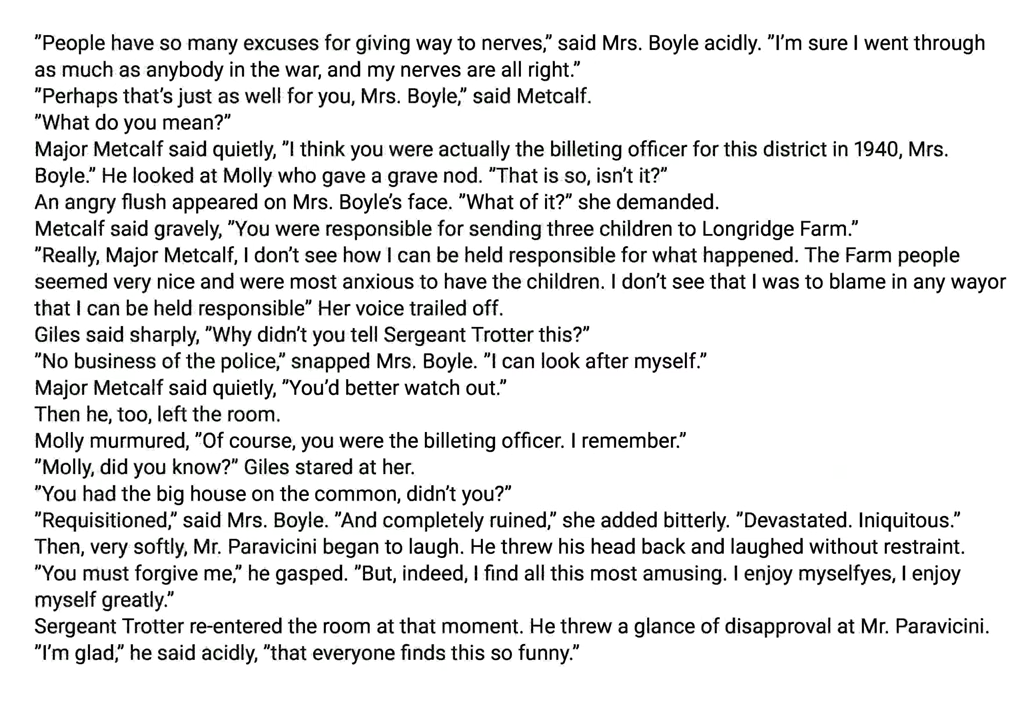 ”People have so many excuses for giving way to nerves,” said Mrs. Boyle acidly. ”I’m sure I went through
as much as anybody in the war, and my nerves are all right.”
”Perhaps that’s just as well for you, Mrs. Boyle,” said Metcalf.
”What do you mean?”
Major Metcalf said quietly, ”I think you were actually the billeting officer for this district in 1940, Mrs.
Boyle.” He looked at Molly who gave a grave nod. ”That is so, isn’t it?”
An angry flush appeared on Mrs. Boyle’s face. ”What of it?” she demanded.
Metcalf said gravely, ”You were responsible for sending three children to Longridge Farm.”
”Really, Major Metcalf, I don’t see how I can be held responsible for what happened. The Farm people
seemed very nice and were most anxious to have the children. I don’t see that I was to blame in any wayor
that I can be held responsible” Her voice trailed off.
Giles said sharply, ”Why didn’t you tell Sergeant Trotter this?”
”No business of the police,” snapped Mrs. Boyle. ”I can look after myself.”
Major Metcalf said quietly, ”You’d better watch out.”
Then he, too, left the room.
Molly murmured, ”Of course, you were the billeting officer. I remember.”
”Molly, did you know?” Giles stared at her.
”You had the big house on the common, didn’t you?”
”Requisitioned,” said Mrs. Boyle. ”And completely ruined,” she added bitterly. ”Devastated. Iniquitous.”
Then, very softly, Mr. Paravicini began to laugh. He threw his head back and laughed without restraint.
”You must forgive me,” he gasped. ”But, indeed, I find all this most amusing. I enjoy myselfyes, I enjoy
myself greatly.”
Sergeant Trotter re-entered the room at that moment. He threw a glance of disapproval at Mr. Paravicini.
”I’m glad,” he said acidly, ”that everyone finds this so funny.”